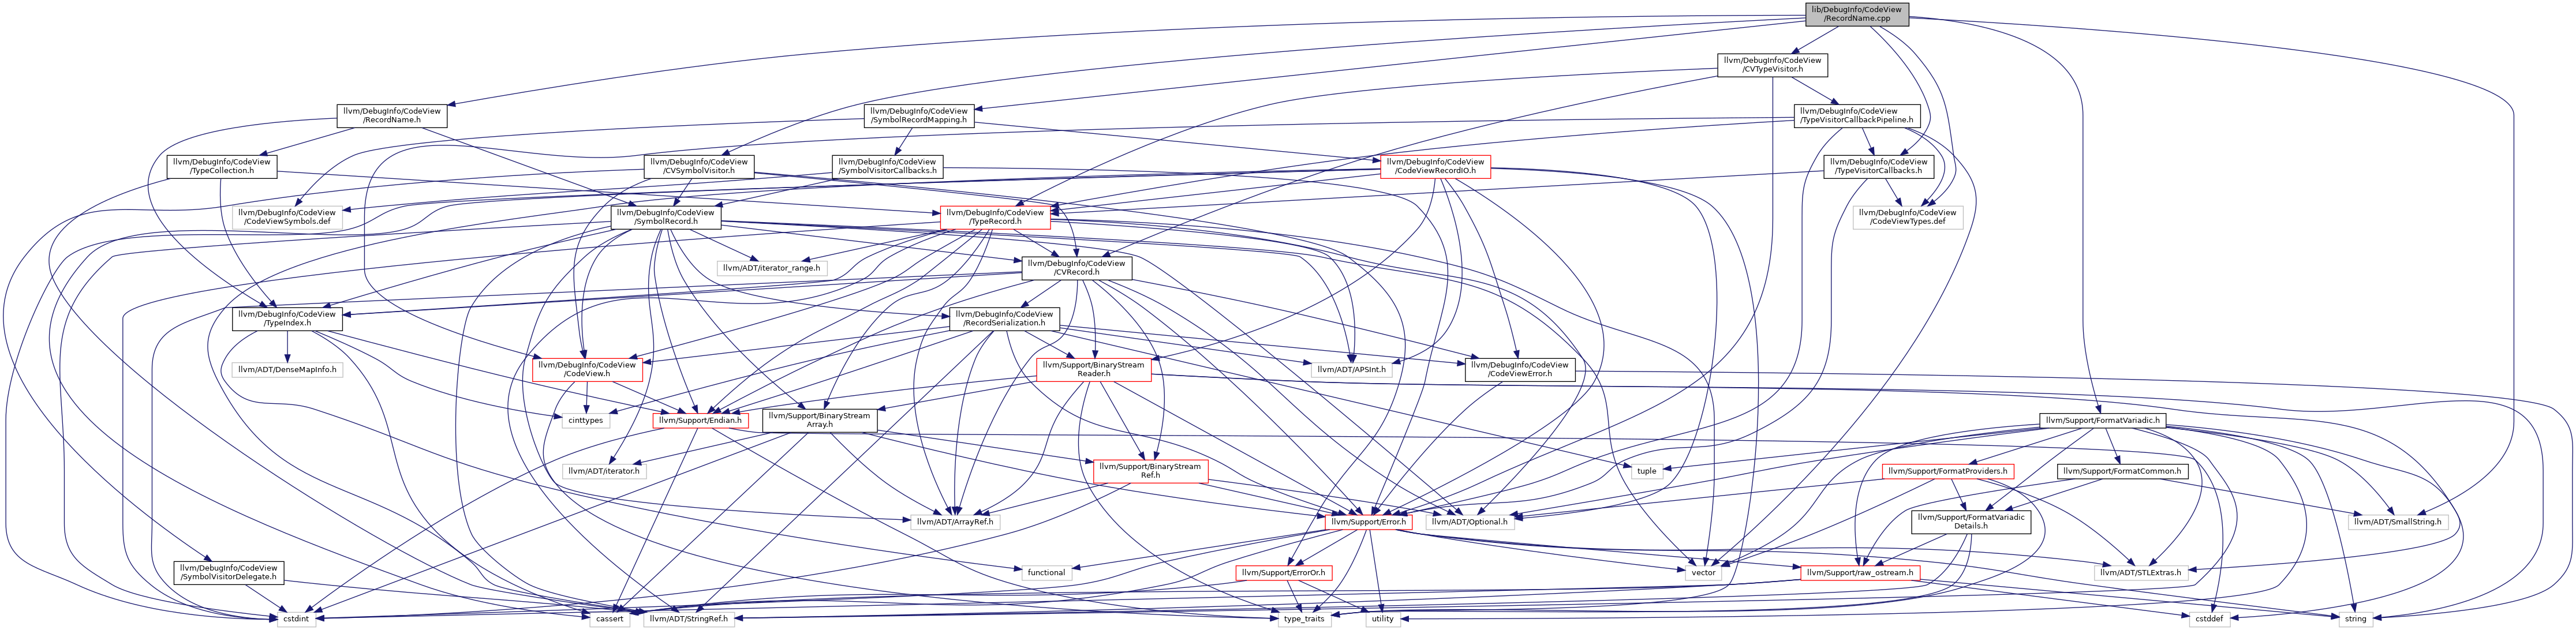 lib/DebugInfo/CodeView
/RecordName.cpp
llvm/DebugInfo/CodeView
/CVTypeVisitor.h
llvm/DebugInfo/CodeView
/RecordName.h
llvm/DebugInfo/CodeView
/SymbolRecordMapping.h
llvm/DebugInfo/CodeView
/TypeVisitorCallbackPipeline.h
llvm/DebugInfo/CodeView
/TypeCollection.h
llvm/DebugInfo/CodeView
/CVSymbolVisitor.h
llvm/DebugInfo/CodeView
/SymbolVisitorCallbacks.h
llvm/DebugInfo/CodeView
/CodeViewRecordIO.h
llvm/DebugInfo/CodeView
/TypeVisitorCallbacks.h
llvm/DebugInfo/CodeView
/CodeViewSymbols.def
llvm/DebugInfo/CodeView
/SymbolRecord.h
llvm/DebugInfo/CodeView
/TypeRecord.h
llvm/DebugInfo/CodeView
/CodeViewTypes.def
llvm/ADT/iterator_range.h
llvm/DebugInfo/CodeView
/CVRecord.h
llvm/DebugInfo/CodeView
/TypeIndex.h
llvm/DebugInfo/CodeView
/RecordSerialization.h
llvm/ADT/DenseMapInfo.h
llvm/DebugInfo/CodeView
/CodeView.h
llvm/Support/BinaryStream
Reader.h
llvm/ADT/APSInt.h
llvm/DebugInfo/CodeView
/CodeViewError.h
cinttypes
llvm/Support/Endian.h
llvm/Support/BinaryStream
Array.h
llvm/Support/FormatVariadic.h
llvm/ADT/iterator.h
llvm/Support/BinaryStream
Ref.h
tuple
llvm/Support/FormatProviders.h
llvm/Support/FormatCommon.h
llvm/ADT/ArrayRef.h
llvm/Support/Error.h
llvm/ADT/Optional.h
llvm/Support/FormatVariadic
Details.h
llvm/ADT/SmallString.h
llvm/DebugInfo/CodeView
/SymbolVisitorDelegate.h
functional
llvm/Support/ErrorOr.h
vector
llvm/Support/raw_ostream.h
llvm/ADT/STLExtras.h
cstdint
cassert
llvm/ADT/StringRef.h
type_traits
utility
cstddef
string